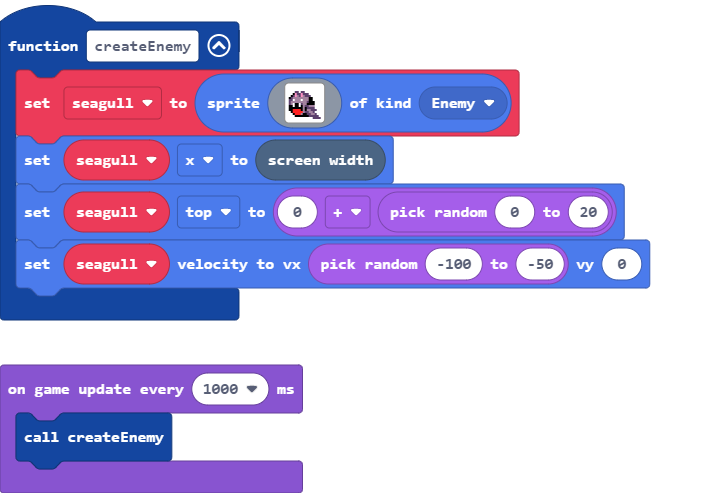 function createEnemy
set seagull to sprite of kind Enemy
set seagull x to screen width
set seagull top to 0 + pick random 0 to 20
set seagull velocity to vx pick random -100 to -50 vy 0
on game update every 1000 ms
call createEnemy